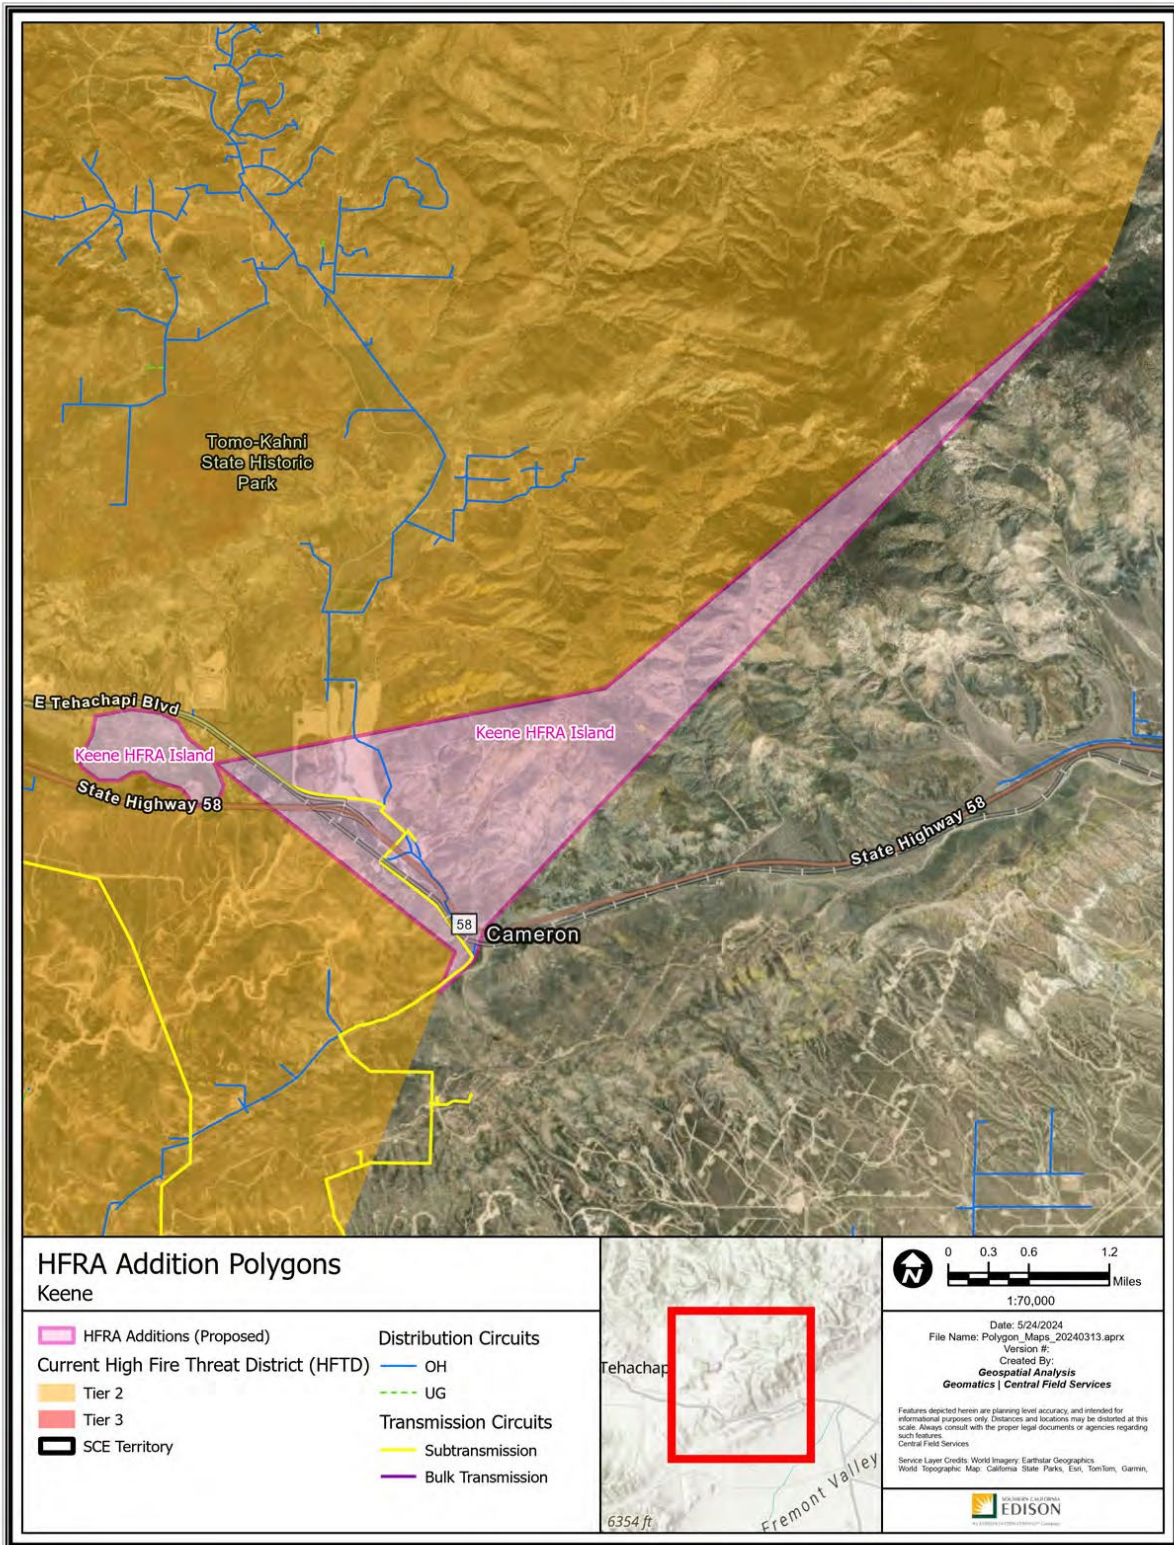 Tomo-Kahni
State Historic
Park
E Tehachapi Blvd
Keene HFRA Island
Keene HFRA Island
State Highway 58
State Highway 58
58
Cameron
HFRA Addition Polygons
Keene
HFRA Additions (Proposed)
Current High Fire Threat District (HFTD)
Tier 2
Tier 3
SCE Territory
Distribution Circuits
OH
UG
Transmission Circuits
Subtransmission
Bulk Transmission
Tehachap
Fremont Valley
6354 ft
N
0 0.3 0.6 1.2
Miles
1:70,000
Date: 5/24/2024
File Name: Polygon_Maps_20240313.aprx
Version #:
Created By:
Geospatial Analysis
Geomatics | Central Field Services
Features depicted herein are planning level accuracy, and intended for
informational purposes only. Distances and locations may be distorted at this
scale. Always consult with the proper legal documents or agencies regarding
such features.
Central Field Services
Service Layer Credits: World Imagery: Earthstar Geographics
World Topographic Map: California State Parks, Esri, TomTom, Garmin,
SOUTHERN CALIFORNIA
EDISON